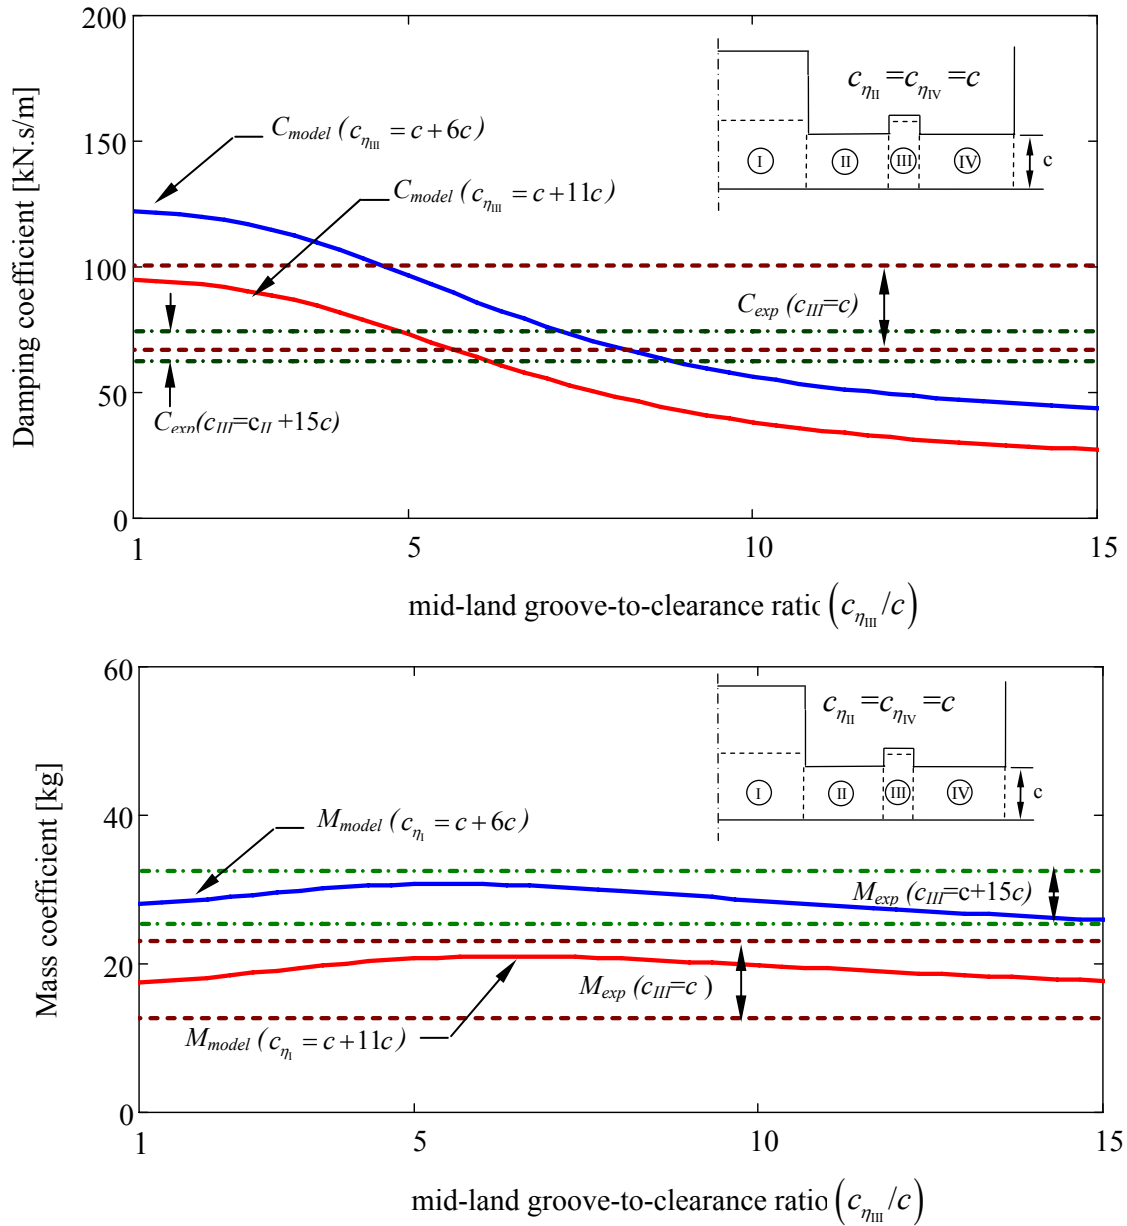 200
150
100
50
0
Damping coefficient [kN.s/m]
C_model (c_ηIII = c + 6c)
C_model (c_ηIII = c + 11c)
c_ηII = c_ηIV = c
I II III IV
c
C_exp (c_III=c)
C_exp(c_III=c_II +15c)
1 5 10 15
mid-land groove-to-clearance ratio (c_ηIII /c)
60
40
20
0
Mass coefficient [kg]
c_ηII = c_ηIV = c
I II III IV
c
M_model (c_ηI = c + 6c)
M_exp (c_III=c+15c)
M_exp (c_III=c )
M_model (c_ηI = c + 11c)
1 5 10 15
mid-land groove-to-clearance ratio (c_ηIII /c)